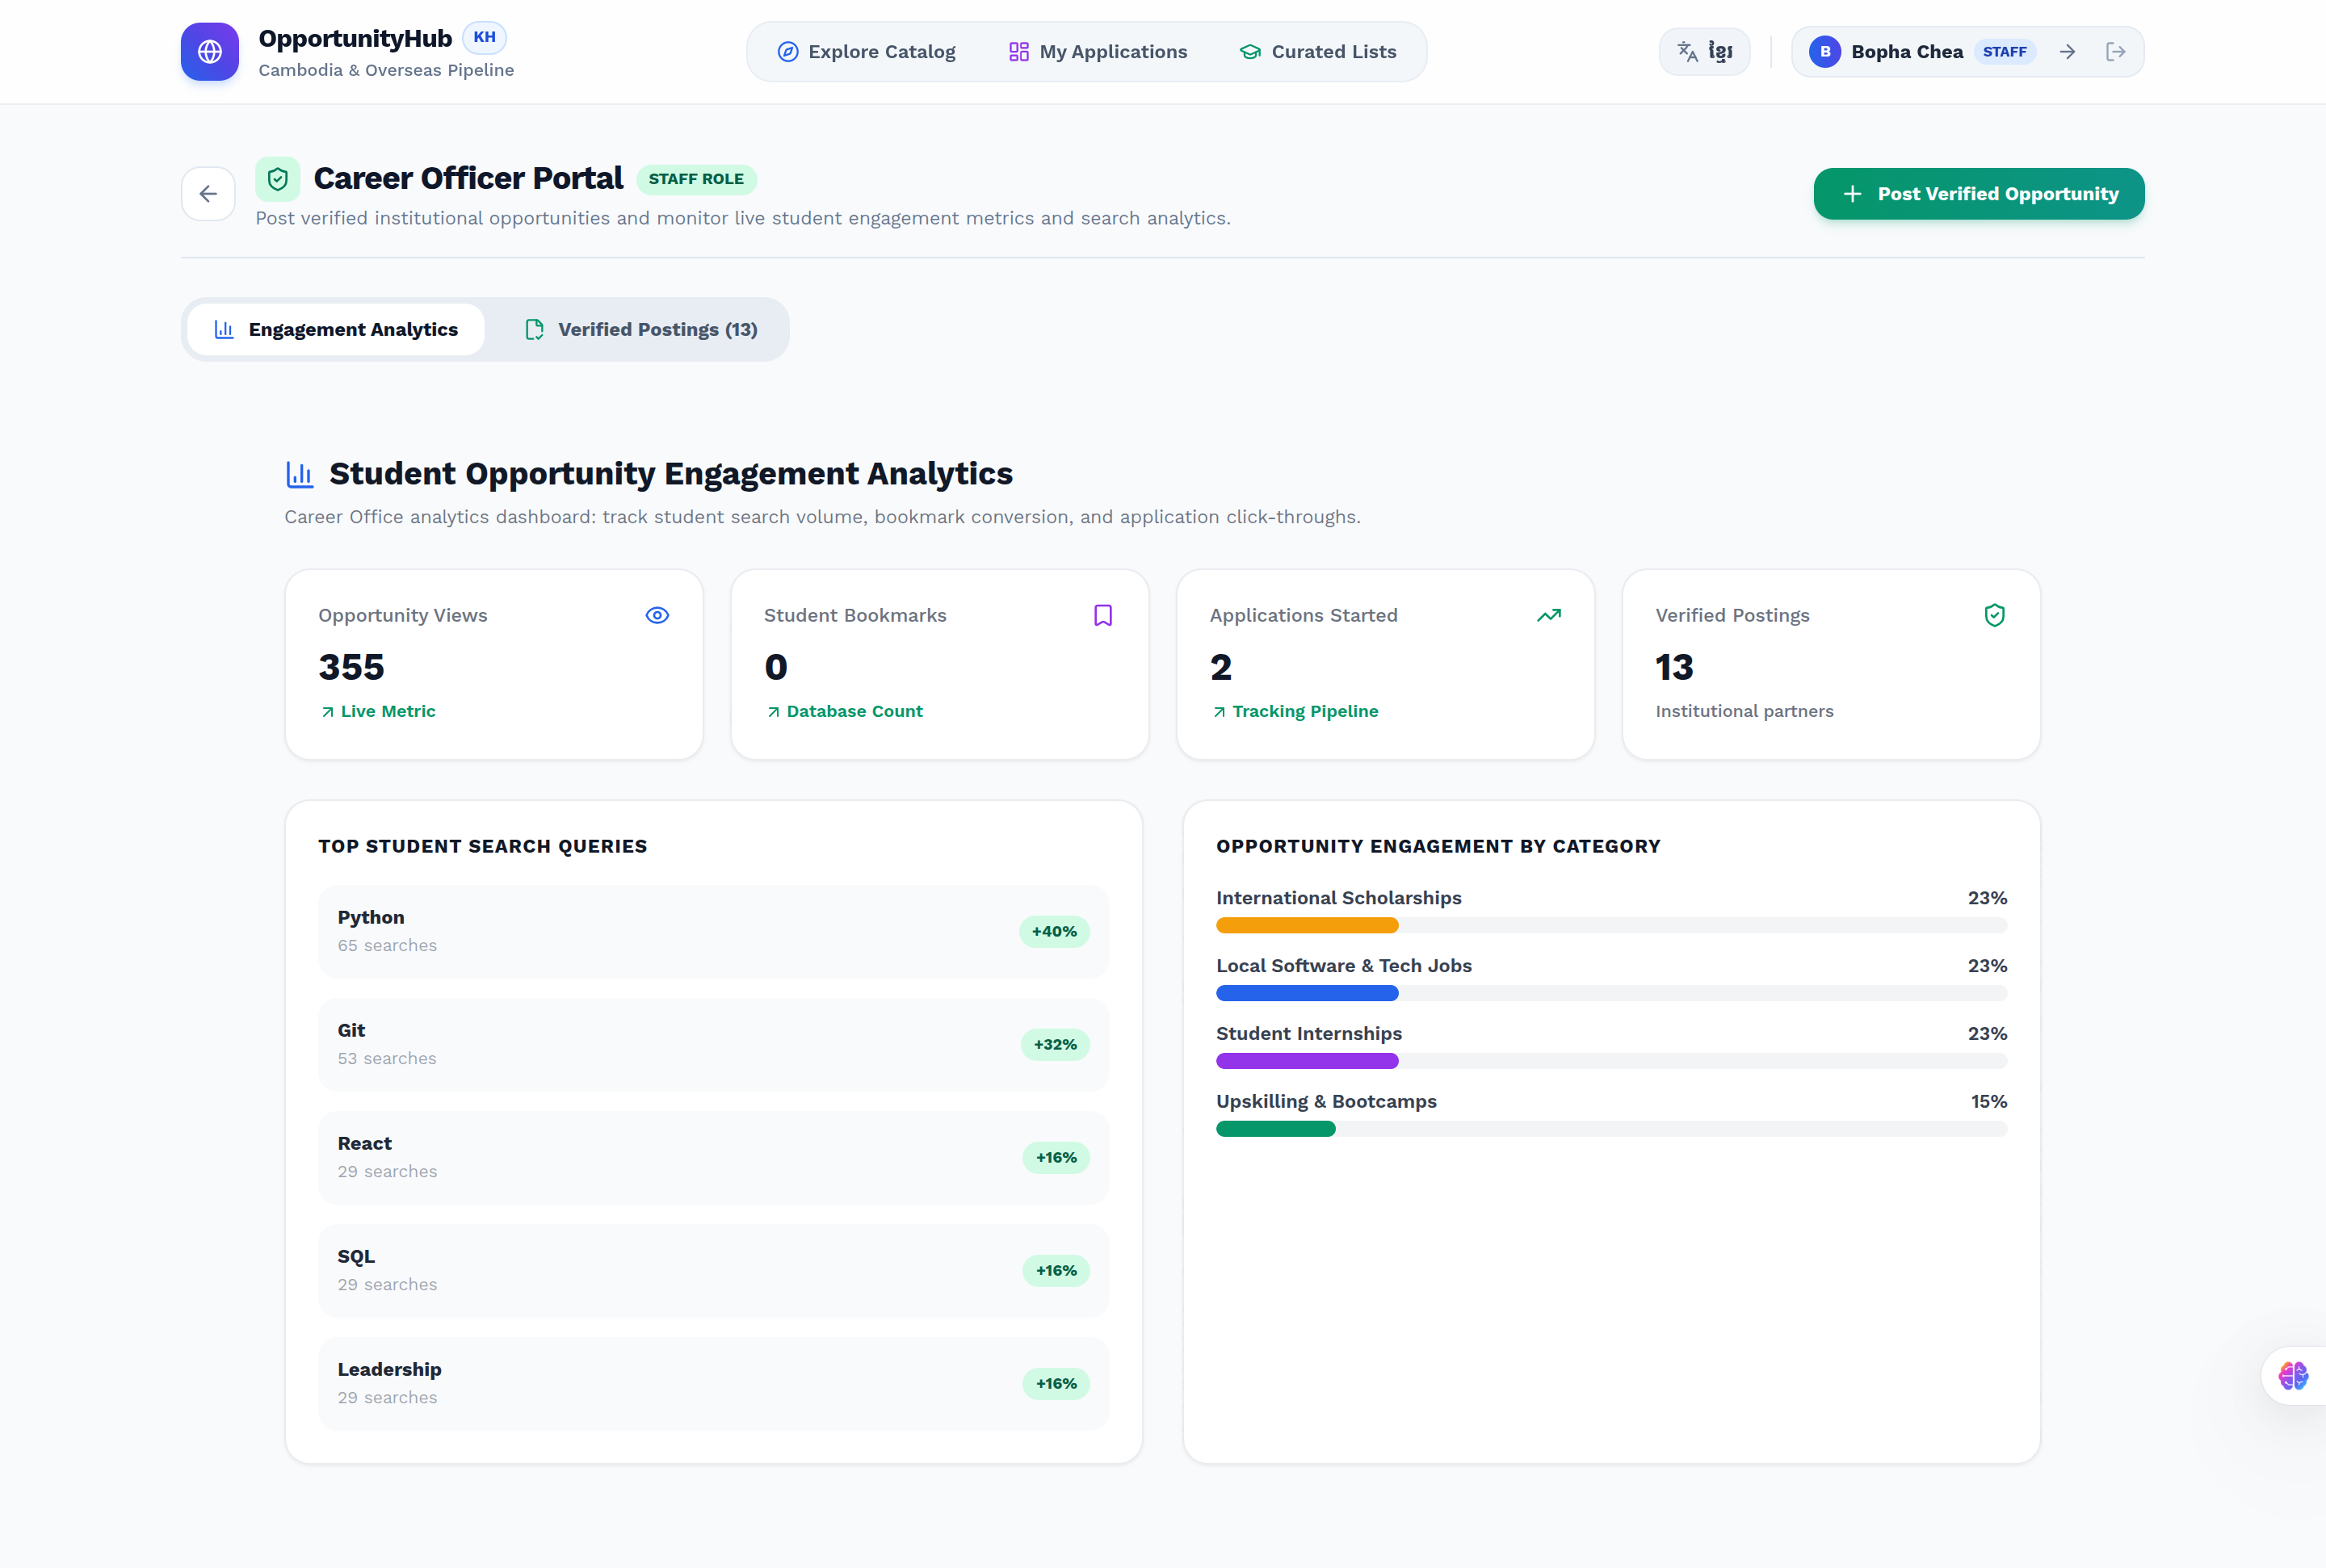 OpportunityHub KH
Cambodia & Overseas Pipeline
Explore Catalog
My Applications
Curated Lists
ខ្មែរ
B Bopha Chea STAFF
Career Officer Portal STAFF ROLE
Post verified institutional opportunities and monitor live student engagement metrics and search analytics.
Post Verified Opportunity
Engagement Analytics
Verified Postings (13)
Student Opportunity Engagement Analytics
Career Office analytics dashboard: track student search volume, bookmark conversion, and application click-throughs.
Opportunity Views
355
Live Metric
Student Bookmarks
0
Database Count
Applications Started
2
Tracking Pipeline
Verified Postings
13
Institutional partners
TOP STUDENT SEARCH QUERIES
Python
65 searches
+40%
Git
53 searches
+32%
React
29 searches
+16%
SQL
29 searches
+16%
Leadership
29 searches
+16%
OPPORTUNITY ENGAGEMENT BY CATEGORY
International Scholarships 23%
Local Software & Tech Jobs 23%
Student Internships 23%
Upskilling & Bootcamps 15%